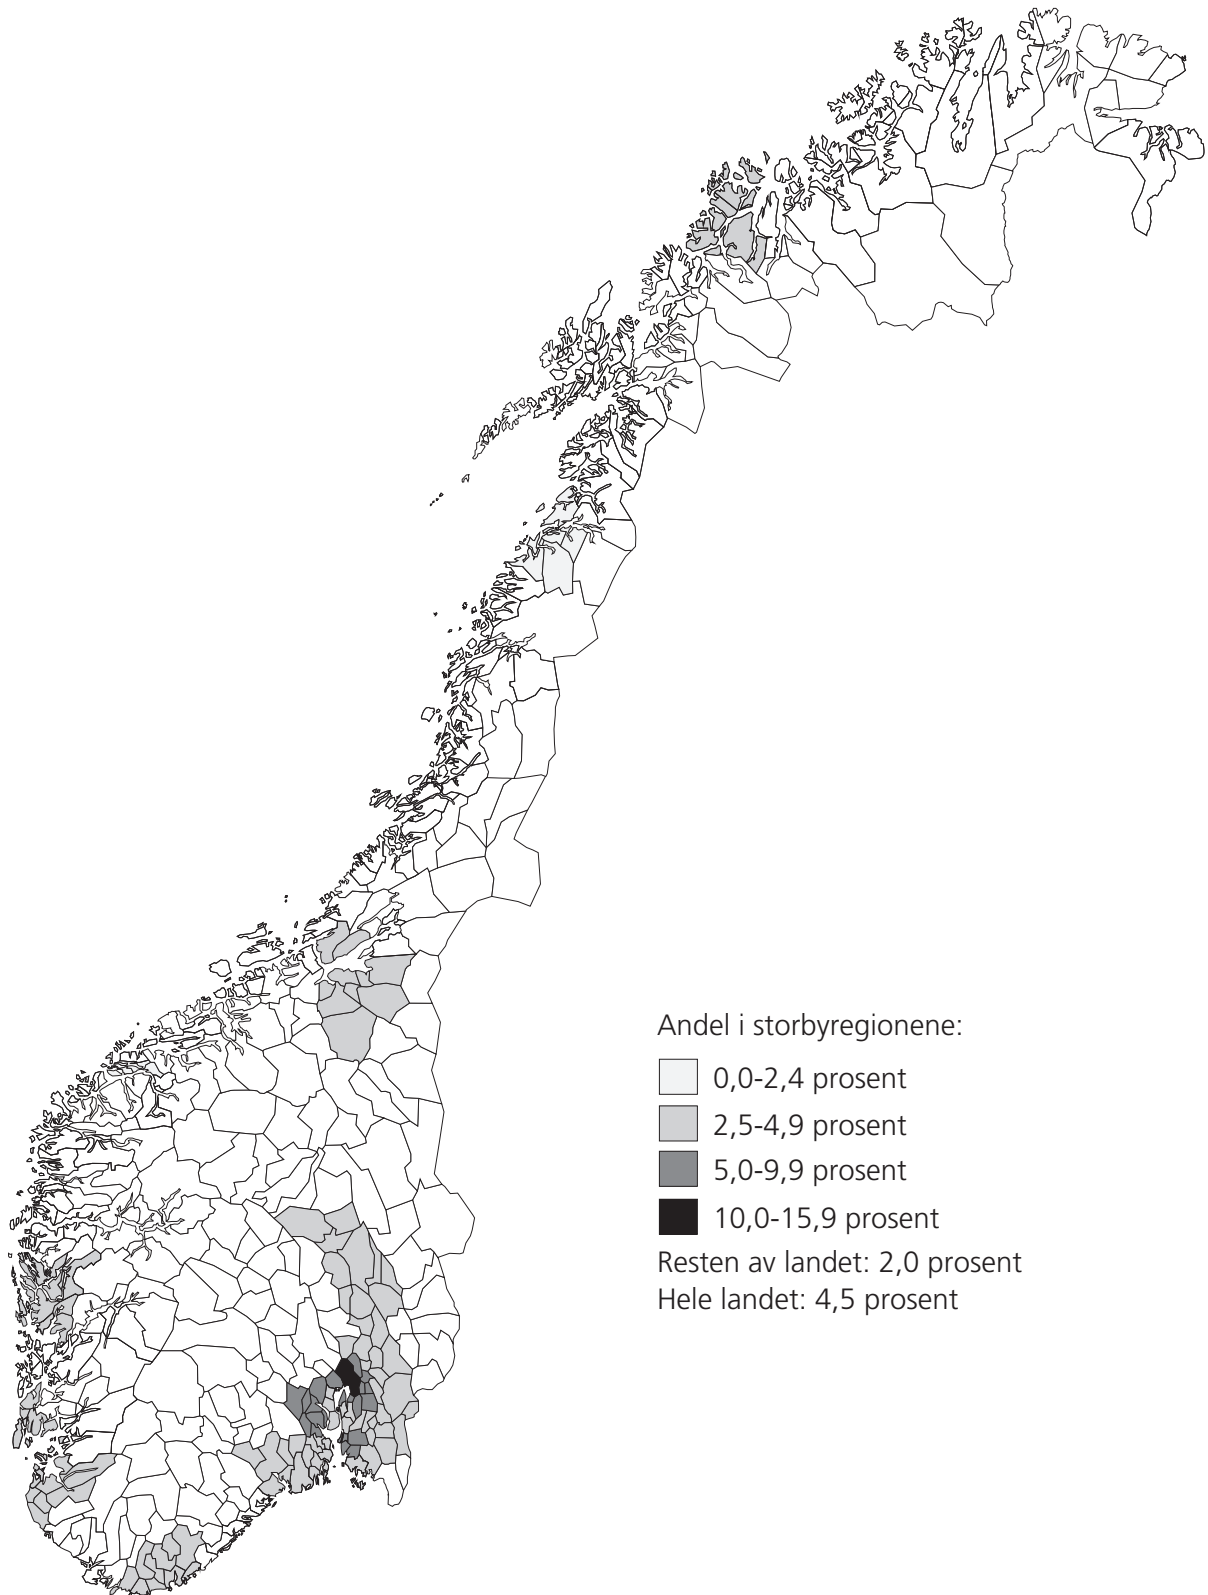 Andel i storbyregionene:
0,0-2,4 prosent
2,5-4,9 prosent
5,0-9,9 prosent
10,0-15,9 prosent
Resten av landet: 2,0 prosent
Hele landet: 4,5 prosent